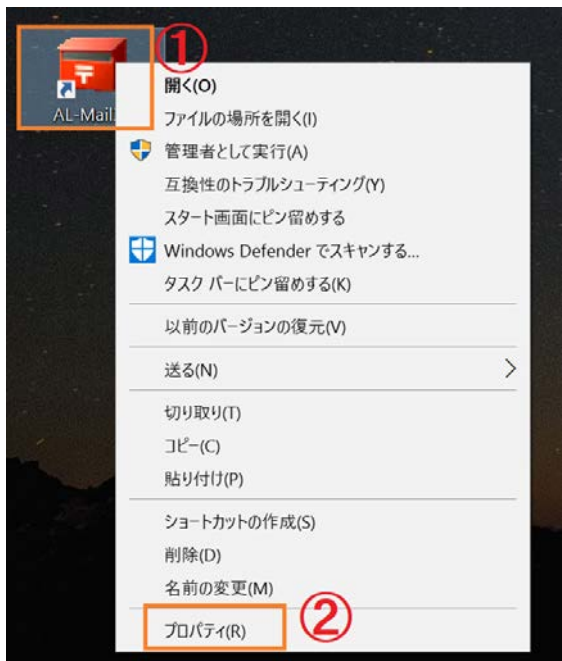 ①
AL-Mail
開く(O)
ファイルの場所を開く(I)
管理者として実行(A)
互換性のトラブルシューティング(Y)
スタート画面にピン留めする
Windows Defender でスキャンする...
タスク バーにピン留めする(K)
以前のバージョンの復元(V)
送る(N)
切り取り(T)
コピー(C)
貼り付け(P)
ショートカットの作成(S)
削除(D)
名前の変更(M)
プロパティ(R)
②